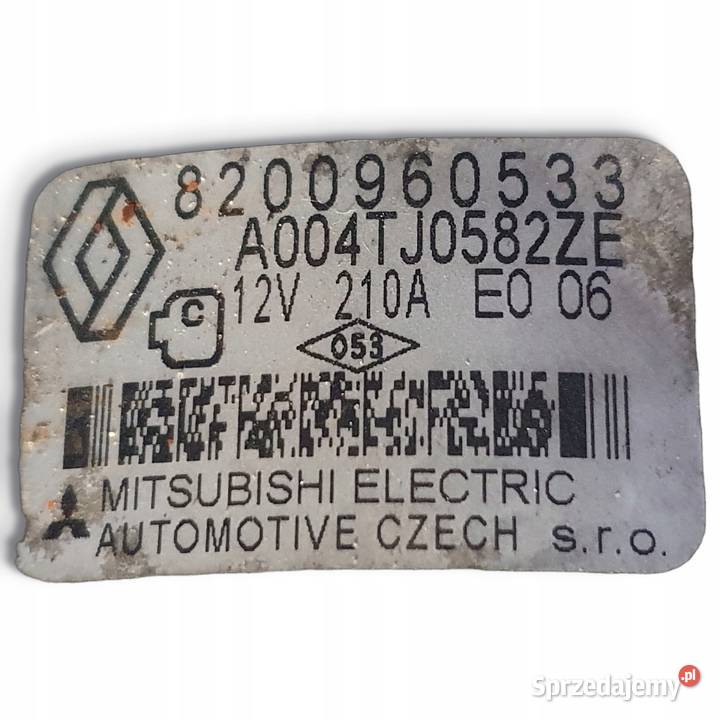 8200960533
A004TJ0582ZE
C 12V 210A E0 06
053
MITSUBISHI ELECTRIC
AUTOMOTIVE CZECH s.r.o.
Sprzedajemy.pl